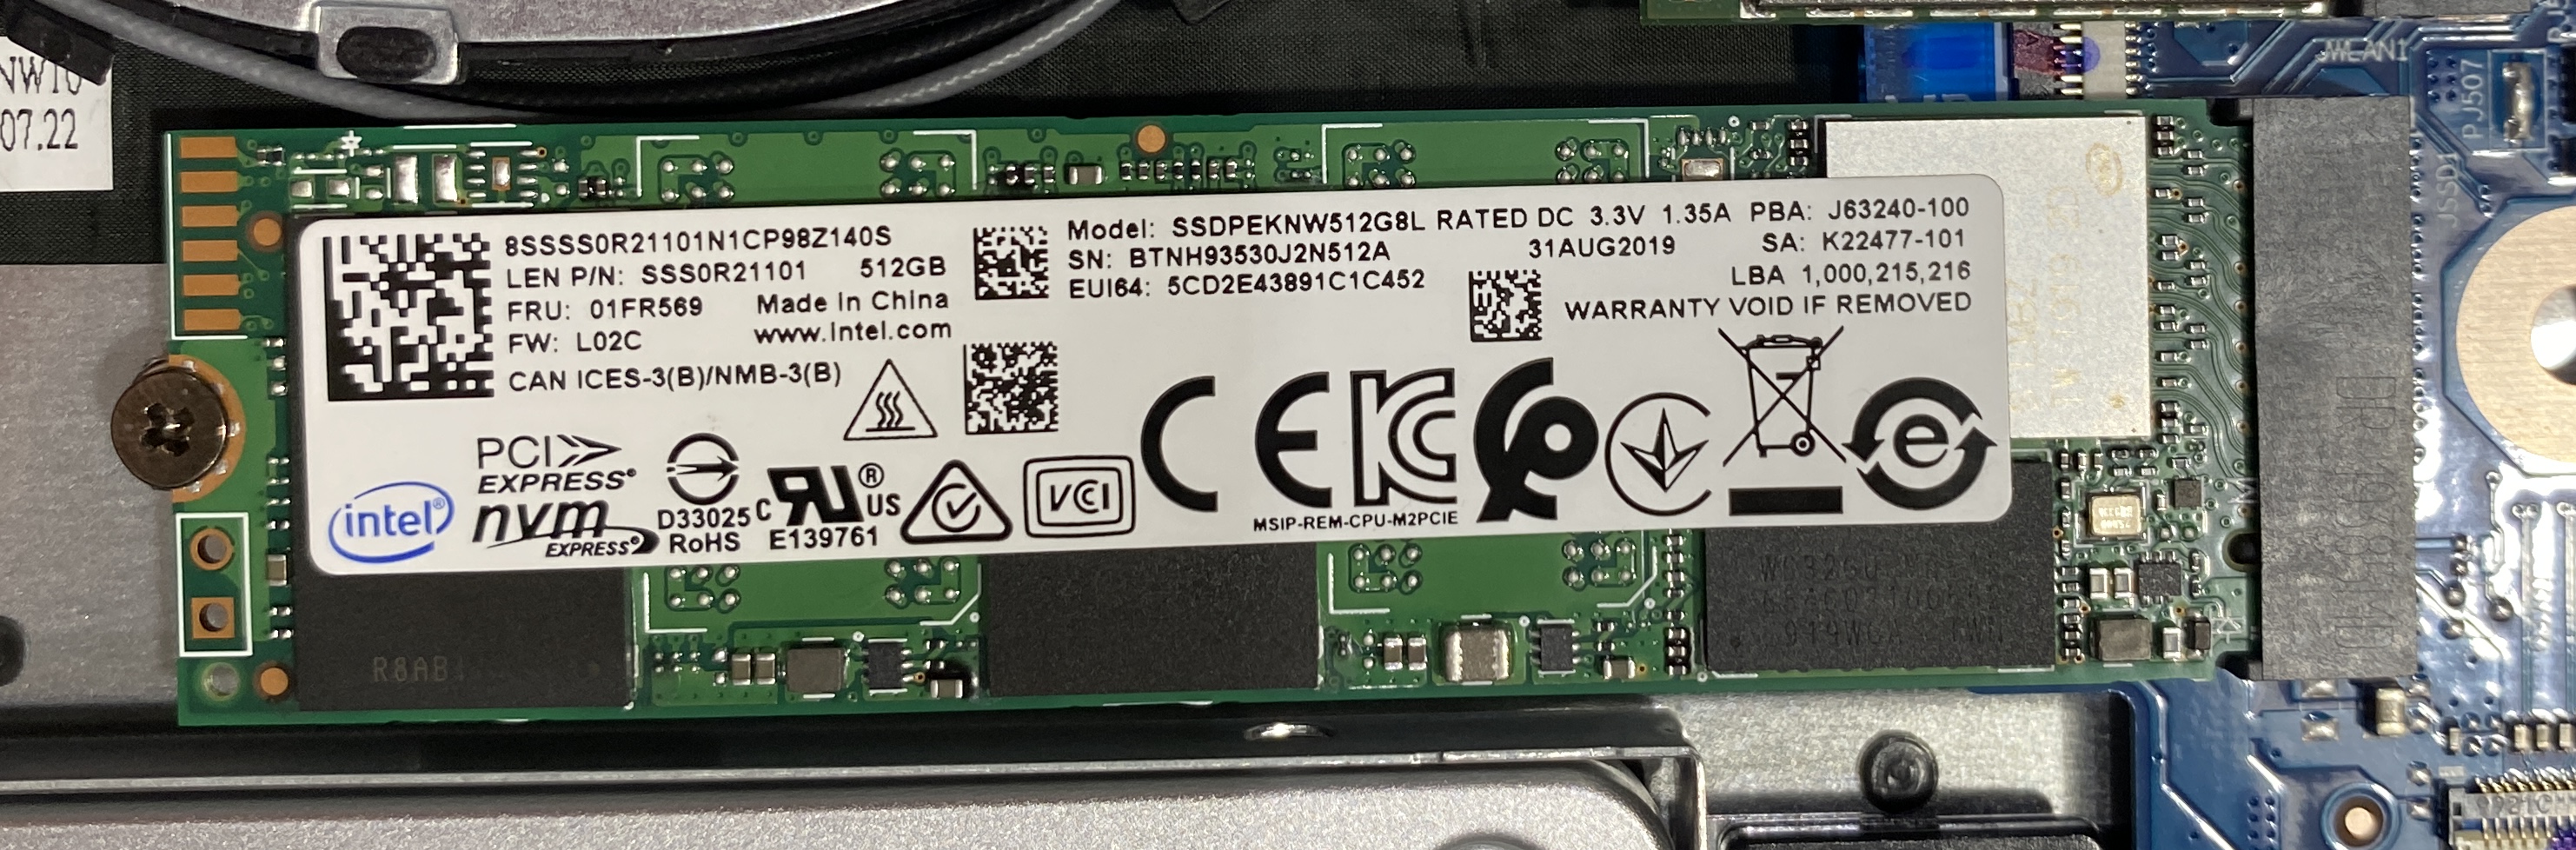 07.22
8SSSS0R21101N1CP98Z140S
LEN P/N: SSS0R21101 512GB
FRU: 01FR569 Made in China
FW: L02C www.intel.com
CAN ICES-3(B)/NMB-3(B)
Model: SSDPEKNW512G8L RATED DC 3.3V 1.35A PBA: J63240-100
SN: BTNH93530J2N512A 31AUG2019 SA: K22477-101
EUI64: 5CD2E43891C1C452 LBA 1,000,215,216
WARRANTY VOID IF REMOVED
intel®
PCI EXPRESS®
nvm EXPRESS®
D33025
RoHS
C UR ® US
E139761
VCI
CE
KC
MSIP-REM-CPU-M2PCIE
e
R8AB
JWLAN1
PJ507
JSSD1